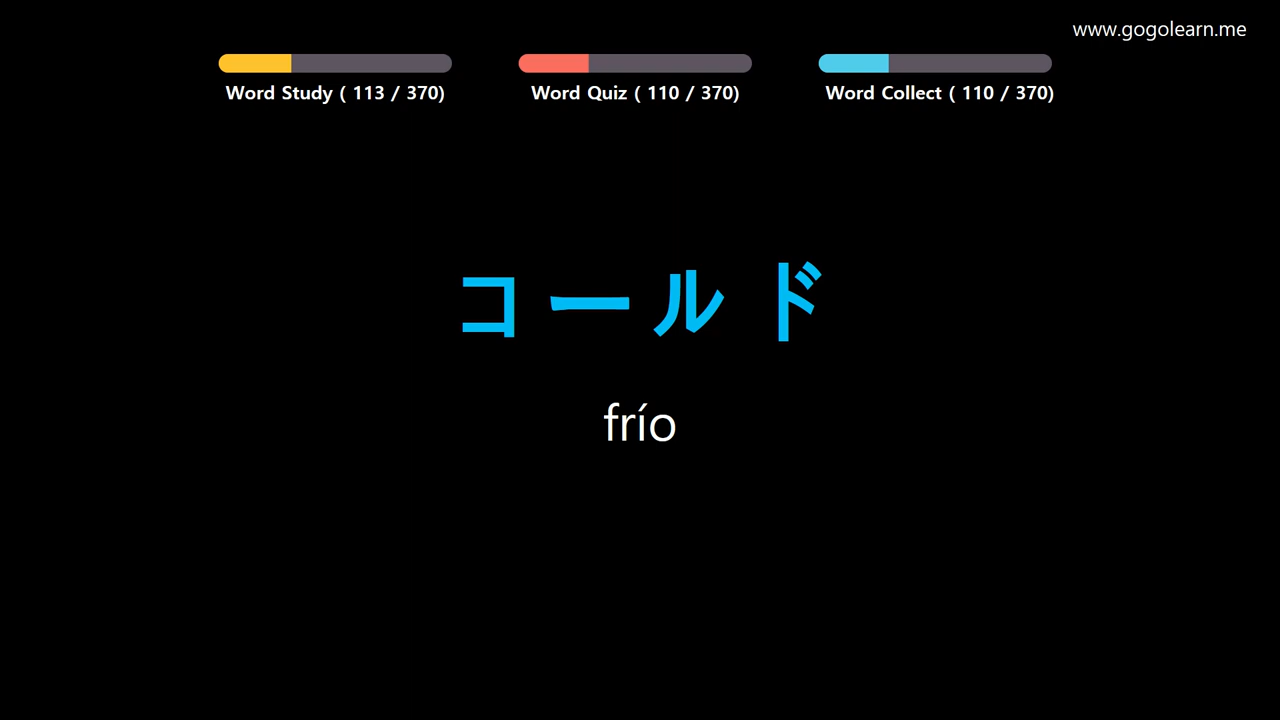 www.gogolearn.me
Word Study ( 113 / 370)
Word Quiz ( 110 / 370)
Word Collect ( 110 / 370)
コールド
frío